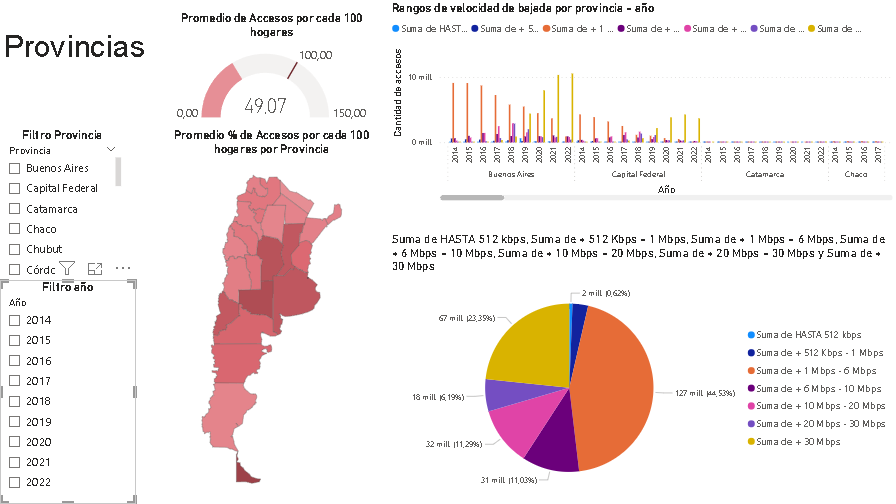 Provincias
Promedio de Accesos por cada 100
hogares
100,00
0,00
49,07
150,00
Filtro Provincia
Provincia
Buenos Aires
Capital Federal
Catamarca
Chaco
Chubut
Córdc
Filtro año
Año
2014
2015
2016
2017
2018
2019
2020
2021
2022
Promedio % de Accesos por cada 100
hogares por Provincia
Rangos de velocidad de bajada por provincia - año
Suma de HAST... Suma de + 5... Suma de + 1 ... Suma de + ... Suma de + ... Suma de ... Suma de ...
Cantidad de accesos
10 mill.
0 mill.
2014 2015 2016 2017 2018 2019 2020 2021 2022 2014 2015 2016 2017 2018 2019 2020 2021 2022 2014 2015 2016 2017 2018 2019 2020 2021 2022 2014 2015 2016 2017
Buenos Aires Capital Federal Catamarca Chaco
Año
Suma de HASTA 512 kbps, Suma de + 512 Kbps - 1 Mbps, Suma de + 1 Mbps - 6 Mbps, Suma de
+ 6 Mbps - 10 Mbps, Suma de + 10 Mbps - 20 Mbps, Suma de + 20 Mbps - 30 Mbps y Suma de +
30 Mbps
2 mill. (0,62%)
67 mill. (23,35%)
127 mill. (44,53%)
18 mill. (6,19%)
32 mill. (11,29%)
31 mill. (11,03%)
Suma de HASTA 512 kbps
Suma de + 512 Kbps - 1 Mbps
Suma de + 1 Mbps - 6 Mbps
Suma de + 6 Mbps - 10 Mbps
Suma de + 10 Mbps - 20 Mbps
Suma de + 20 Mbps - 30 Mbps
Suma de + 30 Mbps